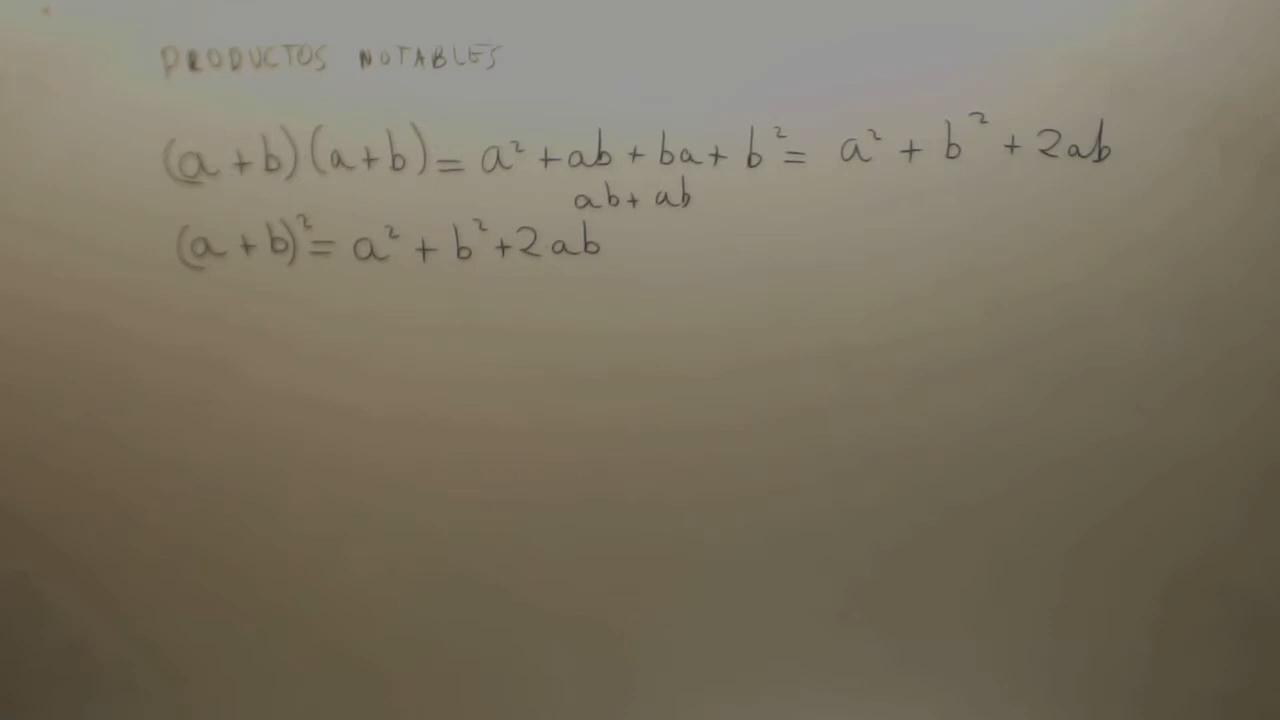 PRODUCTOS NOTABLES
(a+b)(a+b) = a² + ab + ba + b² = a² + b² + 2ab
ab + ab
(a+b)² = a² + b² + 2ab